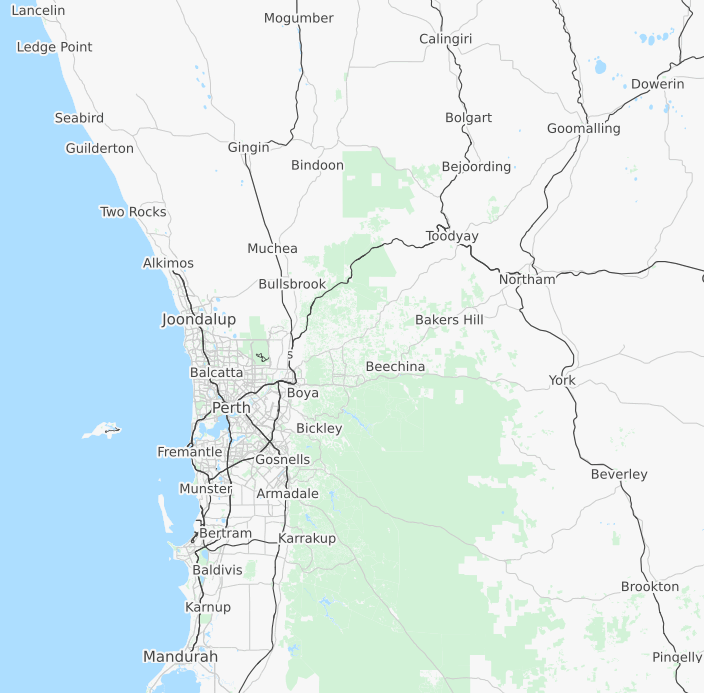 Lancelin
Mogumber
Calingiri
Ledge Point
Dowerin
Seabird
Bolgart
Goomalling
Guilderton
Gingin
Bindoon
Bejoording
Two Rocks
Toodyay
Muchea
Alkimos
Bullsbrook
Northam
Joondalup
Bakers Hill
s
Balcatta
Beechina
York
Boya
Perth
Bickley
Fremantle
Gosnells
Beverley
Munster
Armadale
Bertram
Karrakup
Baldivis
Brookton
Karnup
Mandurah
Pingelly